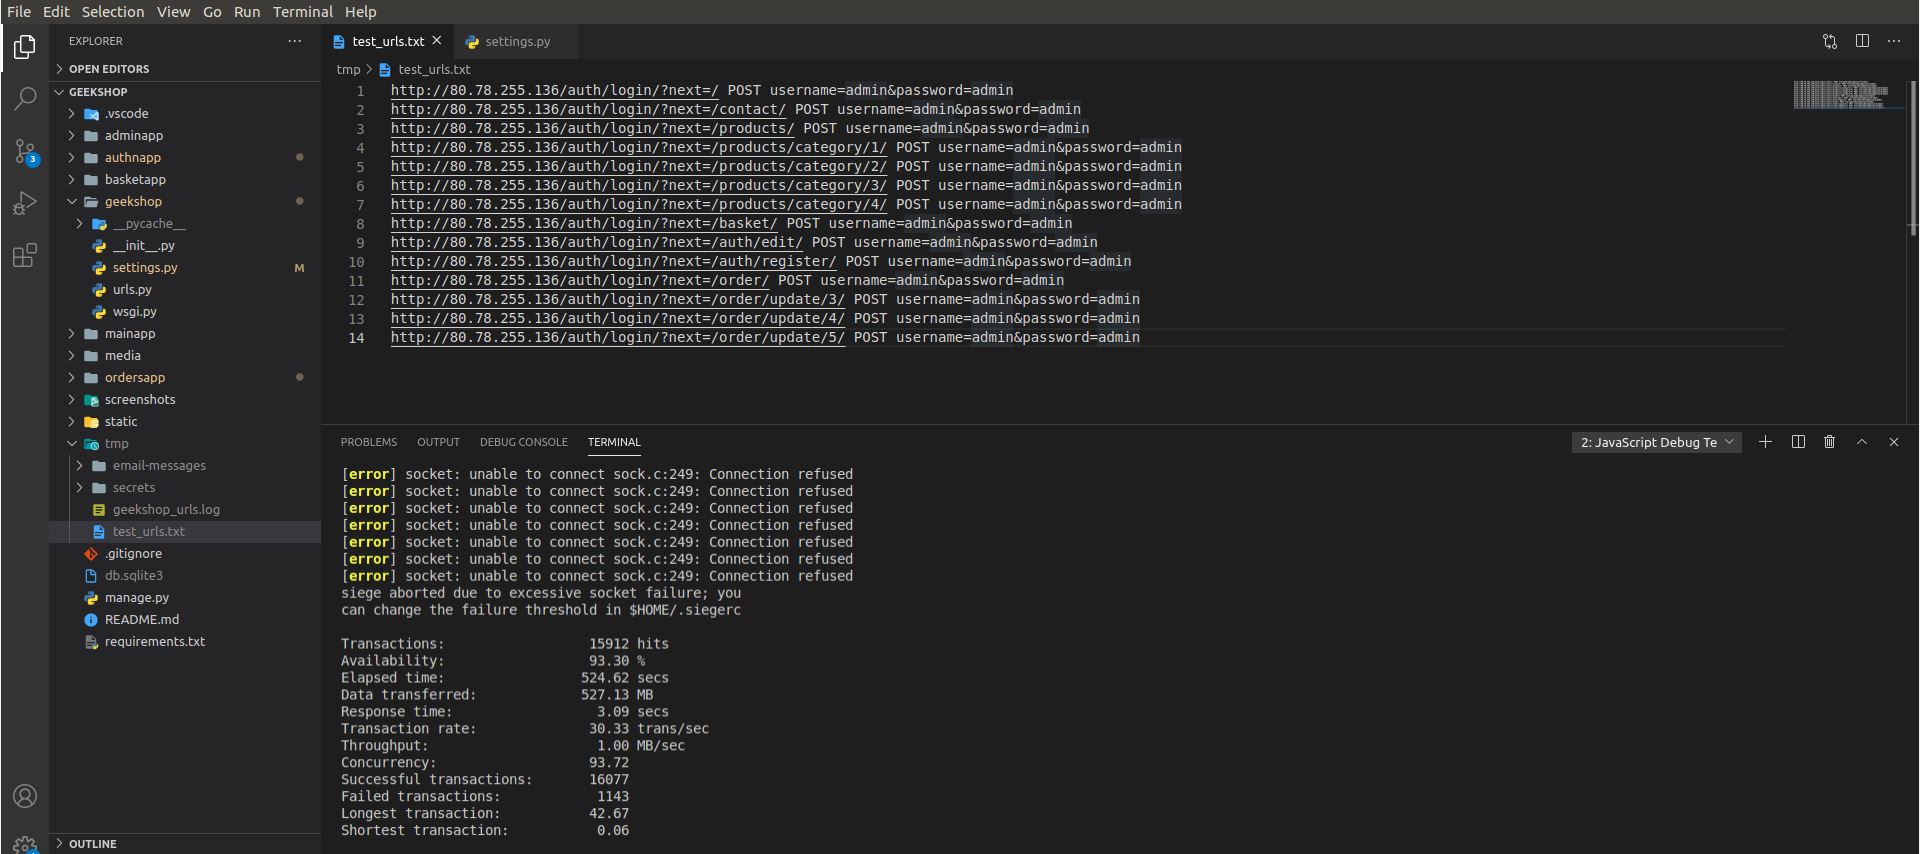 File Edit Selection View Go Run Terminal Help
EXPLORER
OPEN EDITORS
GEEKSHOP
.vscode
adminapp
authnapp
basketapp
geekshop
__pycache__
__init__.py
settings.py M
urls.py
wsgi.py
mainapp
media
ordersapp
screenshots
static
tmp
email-messages
secrets
geekshop_urls.log
test_urls.txt
.gitignore
db.sqlite3
manage.py
README.md
requirements.txt
OUTLINE
3
test_urls.txt settings.py
tmp > test_urls.txt
1 http://80.78.255.136/auth/login/?next=/ POST username=admin&password=admin
2 http://80.78.255.136/auth/login/?next=/contact/ POST username=admin&password=admin
3 http://80.78.255.136/auth/login/?next=/products/ POST username=admin&password=admin
4 http://80.78.255.136/auth/login/?next=/products/category/1/ POST username=admin&password=admin
5 http://80.78.255.136/auth/login/?next=/products/category/2/ POST username=admin&password=admin
6 http://80.78.255.136/auth/login/?next=/products/category/3/ POST username=admin&password=admin
7 http://80.78.255.136/auth/login/?next=/products/category/4/ POST username=admin&password=admin
8 http://80.78.255.136/auth/login/?next=/basket/ POST username=admin&password=admin
9 http://80.78.255.136/auth/login/?next=/auth/edit/ POST username=admin&password=admin
10 http://80.78.255.136/auth/login/?next=/auth/register/ POST username=admin&password=admin
11 http://80.78.255.136/auth/login/?next=/order/ POST username=admin&password=admin
12 http://80.78.255.136/auth/login/?next=/order/update/3/ POST username=admin&password=admin
13 http://80.78.255.136/auth/login/?next=/order/update/4/ POST username=admin&password=admin
14 http://80.78.255.136/auth/login/?next=/order/update/5/ POST username=admin&password=admin
PROBLEMS OUTPUT DEBUG CONSOLE TERMINAL 2: JavaScript Debug Te
[error] socket: unable to connect sock.c:249: Connection refused
[error] socket: unable to connect sock.c:249: Connection refused
[error] socket: unable to connect sock.c:249: Connection refused
[error] socket: unable to connect sock.c:249: Connection refused
[error] socket: unable to connect sock.c:249: Connection refused
[error] socket: unable to connect sock.c:249: Connection refused
[error] socket: unable to connect sock.c:249: Connection refused
siege aborted due to excessive socket failure; you
can change the failure threshold in $HOME/.siegerc
Transactions: 15912 hits
Availability: 93.30 %
Elapsed time: 524.62 secs
Data transferred: 527.13 MB
Response time: 3.09 secs
Transaction rate: 30.33 trans/sec
Throughput: 1.00 MB/sec
Concurrency: 93.72
Successful transactions: 16077
Failed transactions: 1143
Longest transaction: 42.67
Shortest transaction: 0.06